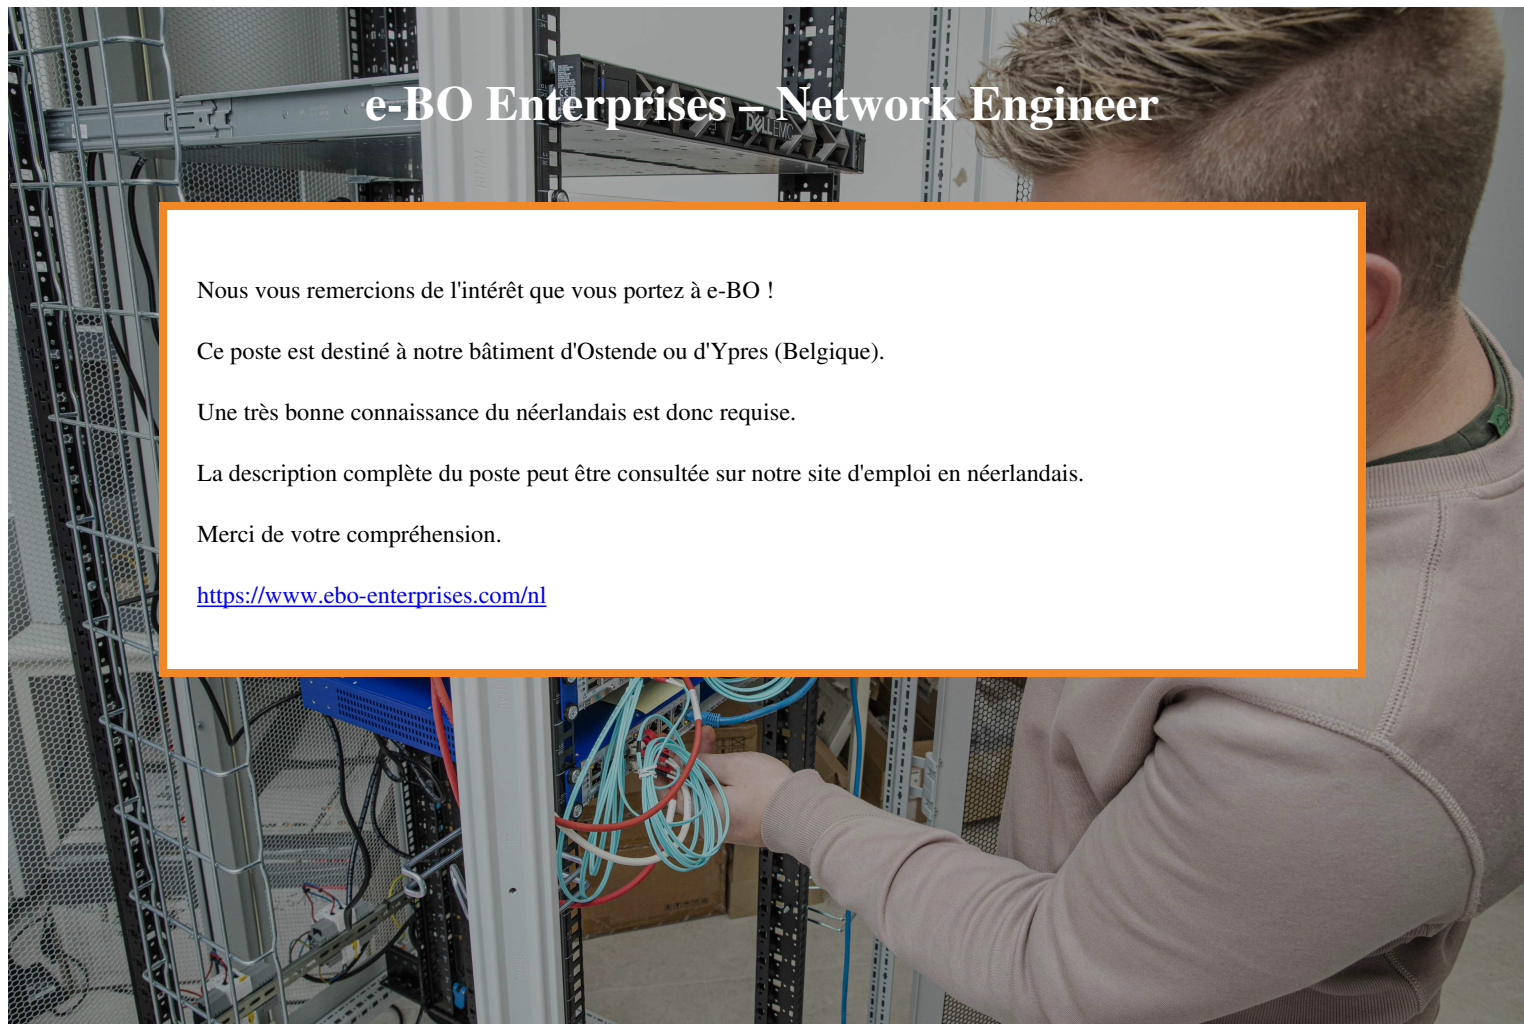 e-BO Enterprises – Network Engineer
DELLEMC
Nous vous remercions de l'intérêt que vous portez à e-BO !
Ce poste est destiné à notre bâtiment d'Ostende ou d'Ypres (Belgique).
Une très bonne connaissance du néerlandais est donc requise.
La description complète du poste peut être consultée sur notre site d'emploi en néerlandais.
Merci de votre compréhension.
https://www.ebo-enterprises.com/nl